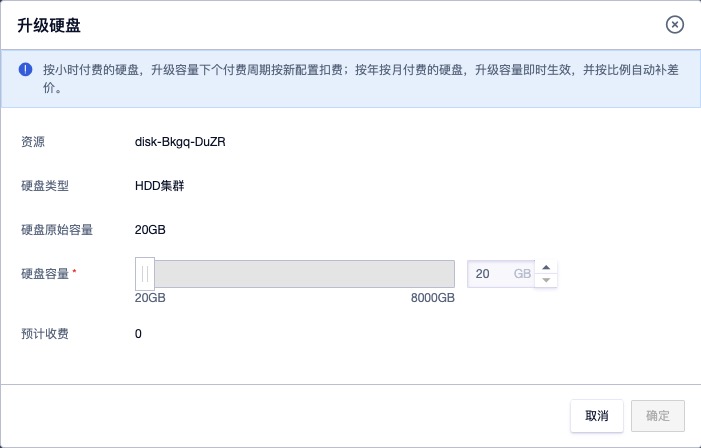 升级硬盘
按小时付费的硬盘，升级容量下个付费周期按新配置扣费；按年按月付费的硬盘，升级容量即时生效，并按比例自动补差
价。
资源 disk-Bkgq-DuZR
硬盘类型 HDD集群
硬盘原始容量 20GB
硬盘容量 * 20 GB
20GB 8000GB
预计收费 0
取消 确定